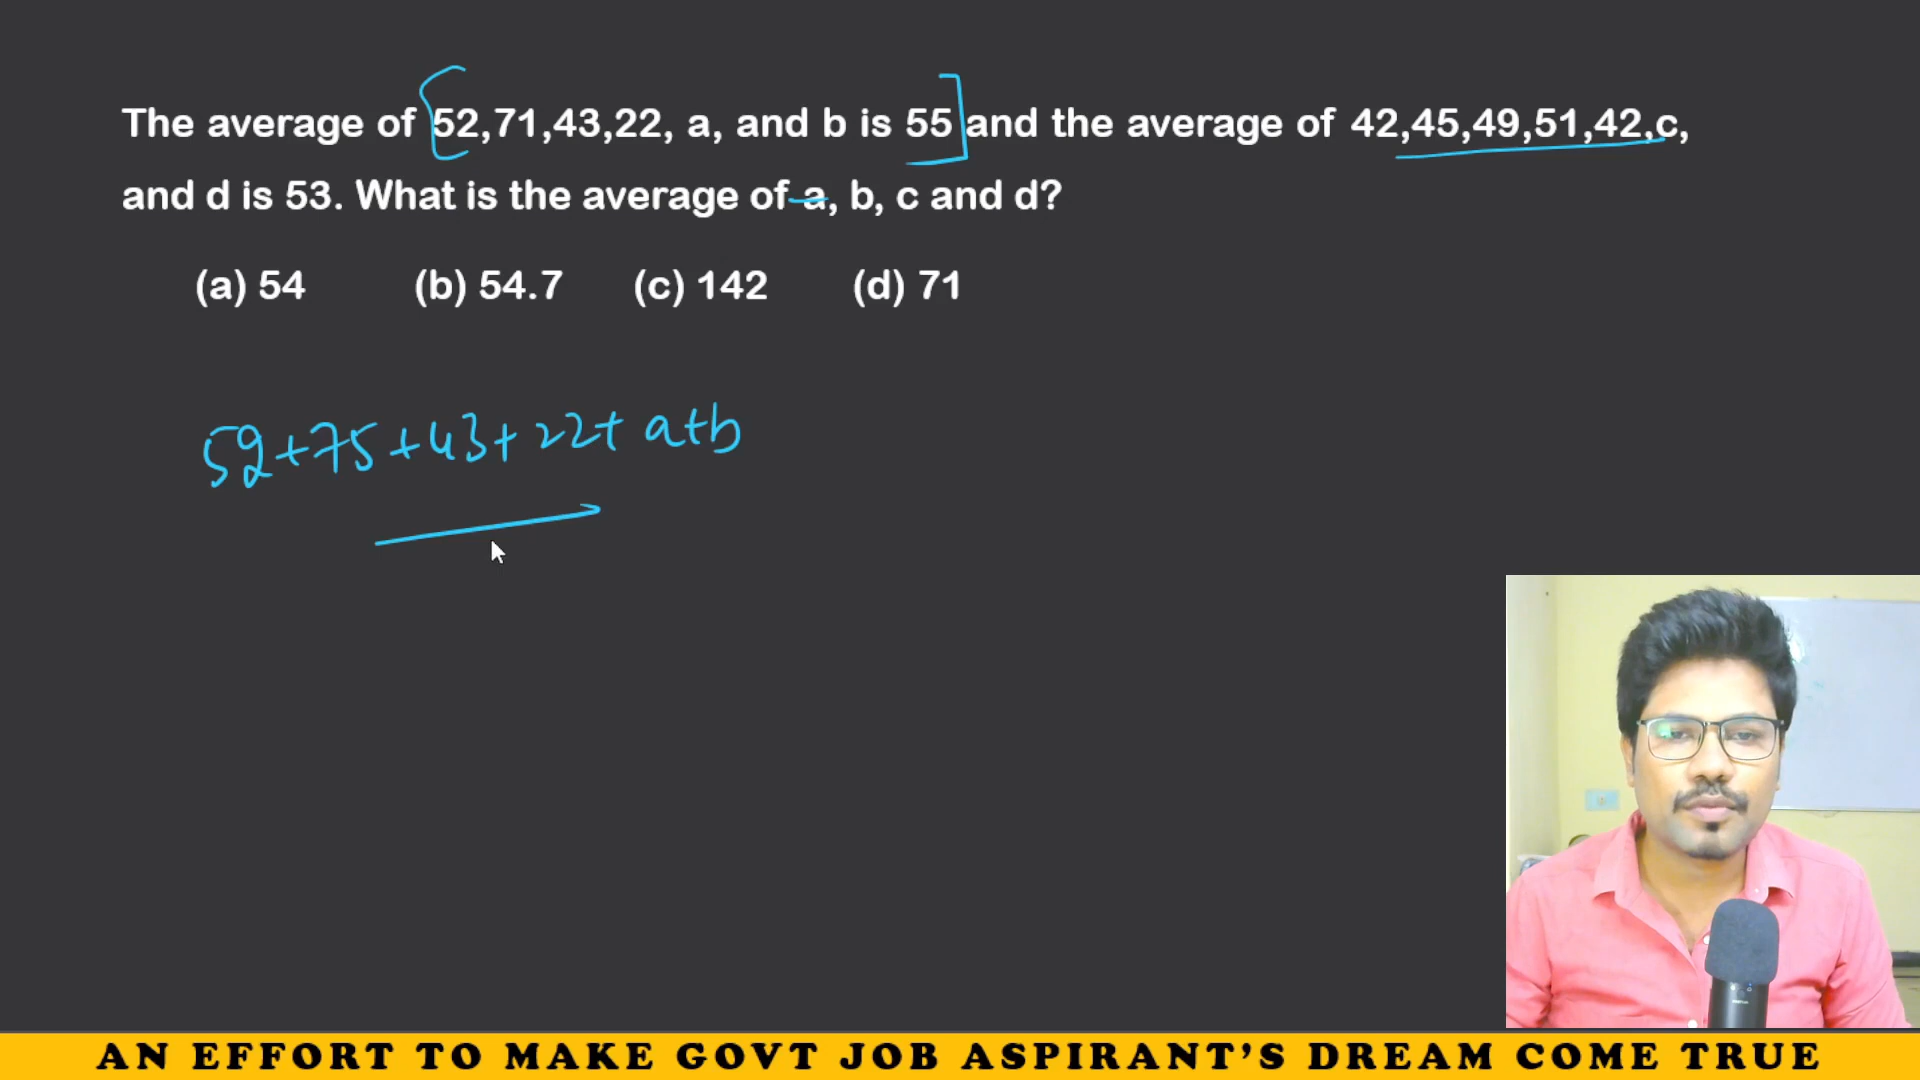 The average of 52,71,43,22, a, and b is 55 and the average of 42,45,49,51,42,c,
and d is 53. What is the average of a, b, c and d?
(a) 54 (b) 54.7 (c) 142 (d) 71
52+75+43+22+ a+b
AN EFFORT TO MAKE GOVT JOB ASPIRANT’S DREAM COME TRUE